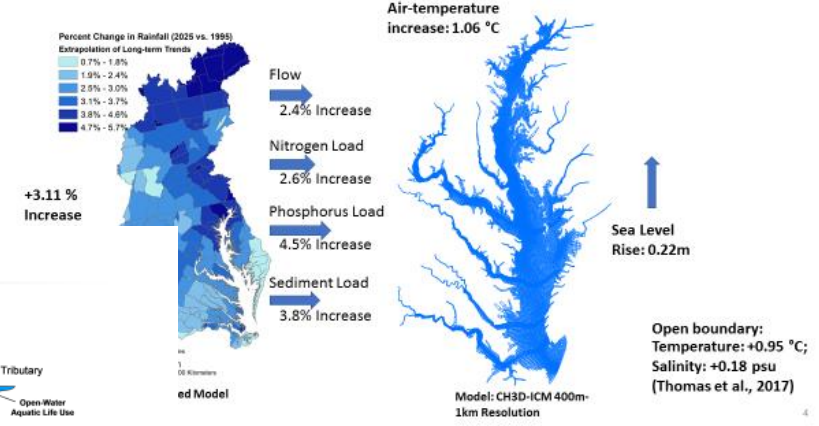 Percent Change in Rainfall (2025 vs. 1995)
Extrapolation of Long-term Trends
0.7% - 1.8%
1.9% - 2.4%
2.5% - 3.0%
3.1% - 3.7%
3.8% - 4.6%
4.7% - 5.7%
+3.11 %
Increase
Flow
2.4% Increase
Nitrogen Load
2.6% Increase
Phosphorus Load
4.5% Increase
Sediment Load
3.8% Increase
Air-temperature
increase: 1.06 °C
Sea Level
Rise: 0.22m
Open boundary:
Temperature: +0.95 °C;
Salinity: +0.18 psu
(Thomas et al., 2017)
Model: CH3D-ICM 400m-
1km Resolution
Kilometers
ed Model
Tributary
Open-Water
Aquatic Life Use
4